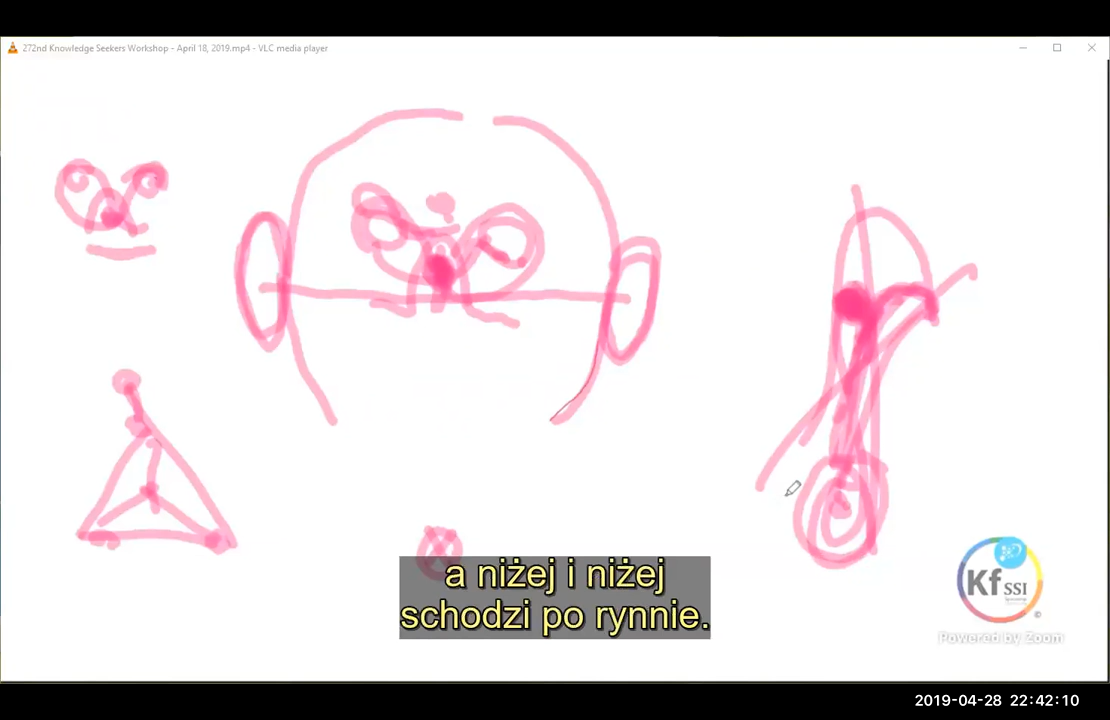 272nd Knowledge Seekers Workshop - April 18, 2019.mp4 - VLC media player
a niżej i niżej
schodzi po rynnie.
Kf SSI
Powered by Zoom
2019-04-28 22:42:10